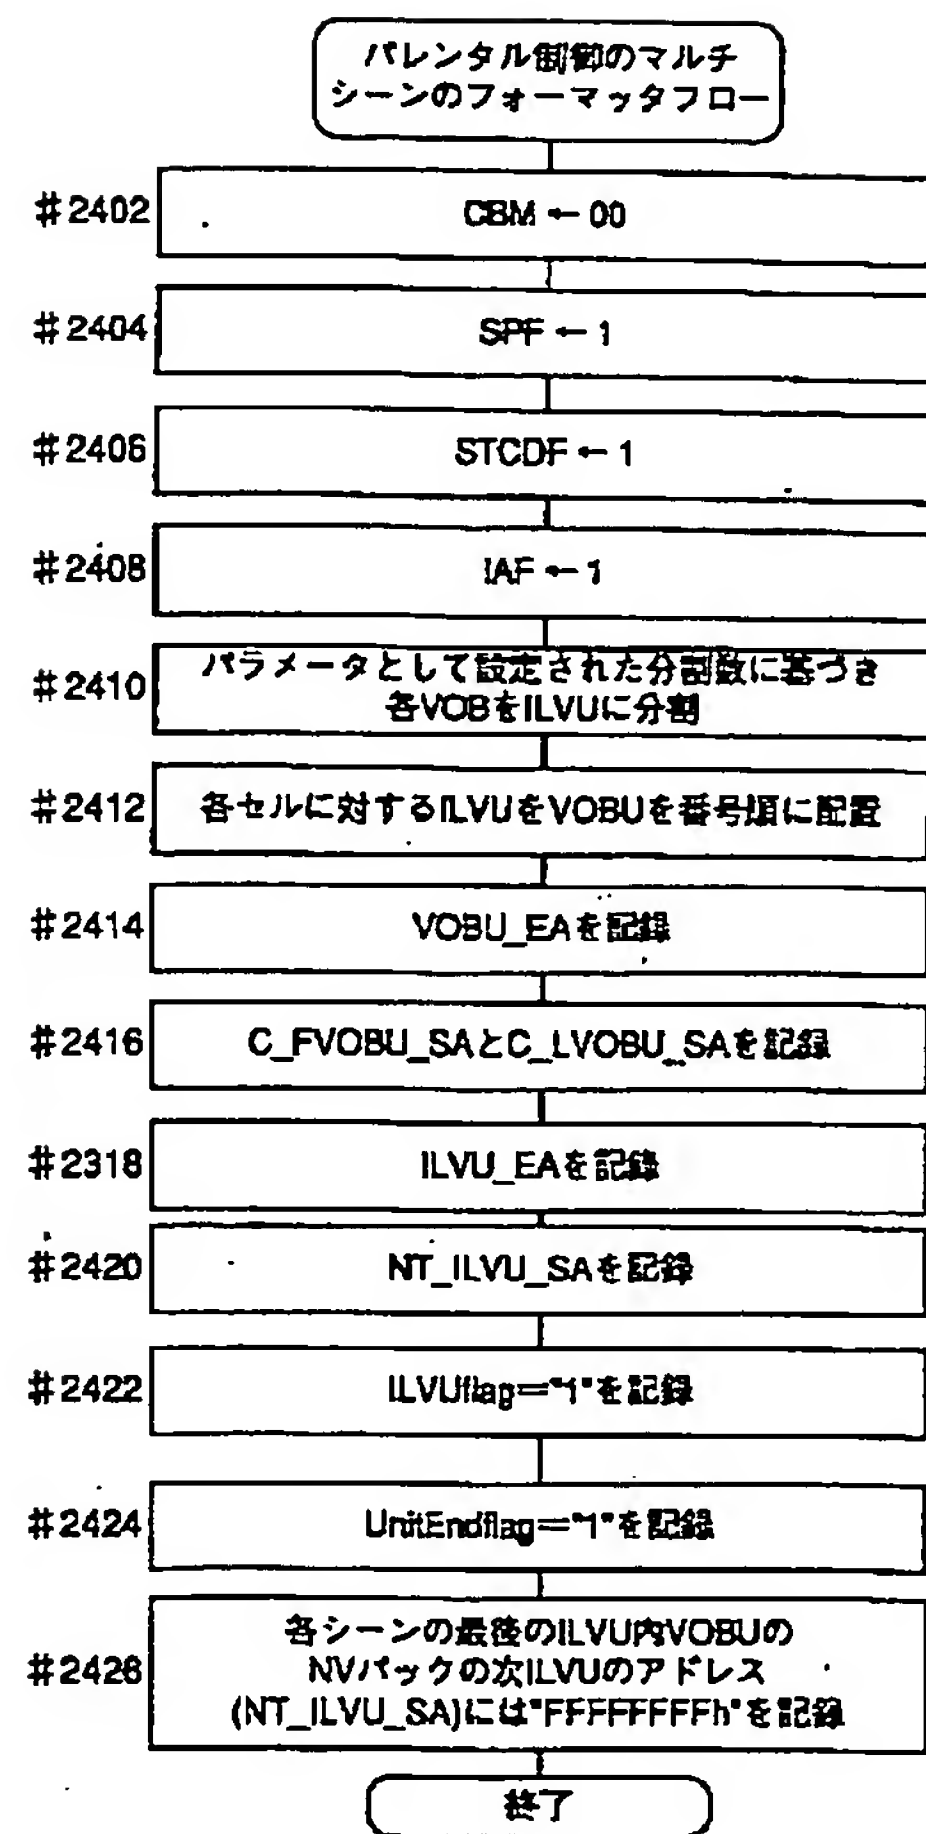 パレンタル制御のマルチ
シーンのフォーマッタフロー
#2402
CBM ← 00
#2404
SPF ← 1
#2406
STCDF ← 1
#2408
IAF ← 1
#2410
パラメータとして設定された分割数に基づき
各VOBをILVUに分割
#2412
各セルに対するILVUをVOBUを番号順に配置
#2414
VOBU_EAを記録
#2416
C_FVOBU_SAとC_LVOBU_SAを記録
#2318
ILVU_EAを記録
#2420
NT_ILVU_SAを記録
#2422
ILVUflag="1"を記録
#2424
UnitEndflag="1"を記録
#2426
各シーンの最後のILVU内VOBUの
NVパックの次ILVUのアドレス
(NT_ILVU_SA)には"FFFFFFFFh"を記録
終了